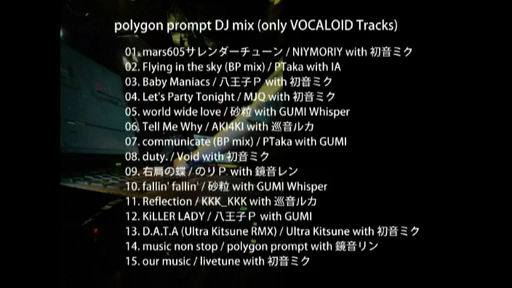 polygon prompt DJ mix (only VOCALOID Tracks)
01. mars605サレンダーチューン / NIYMORIY with 初音ミク
02. Flying in the sky (BP mix) / PTaka with IA
03. Baby Maniacs / 八王子P with 初音ミク
04. Let's Party Tonight / MJQ with 初音ミク
05. world wide love / 砂粒 with GUMI Whisper
06. Tell Me Why / AKI4KI with 巡音ルカ
07. communicate (BP mix) / PTaka with GUMI
08. duty. / Void with 初音ミク
09. 右肩の蝶 / のりP with 鏡音レン
10. fallin' fallin' / 砂粒 with GUMI Whisper
11. Reflection / KKK_KKK with 巡音ルカ
12. KiLLER LADY / 八王子P with GUMI
13. D.A.T.A (Ultra Kitsune RMX) / Ultra Kitsune with 初音ミク
14. music non stop / polygon prompt with 鏡音リン
15. our music / livetune with 初音ミク